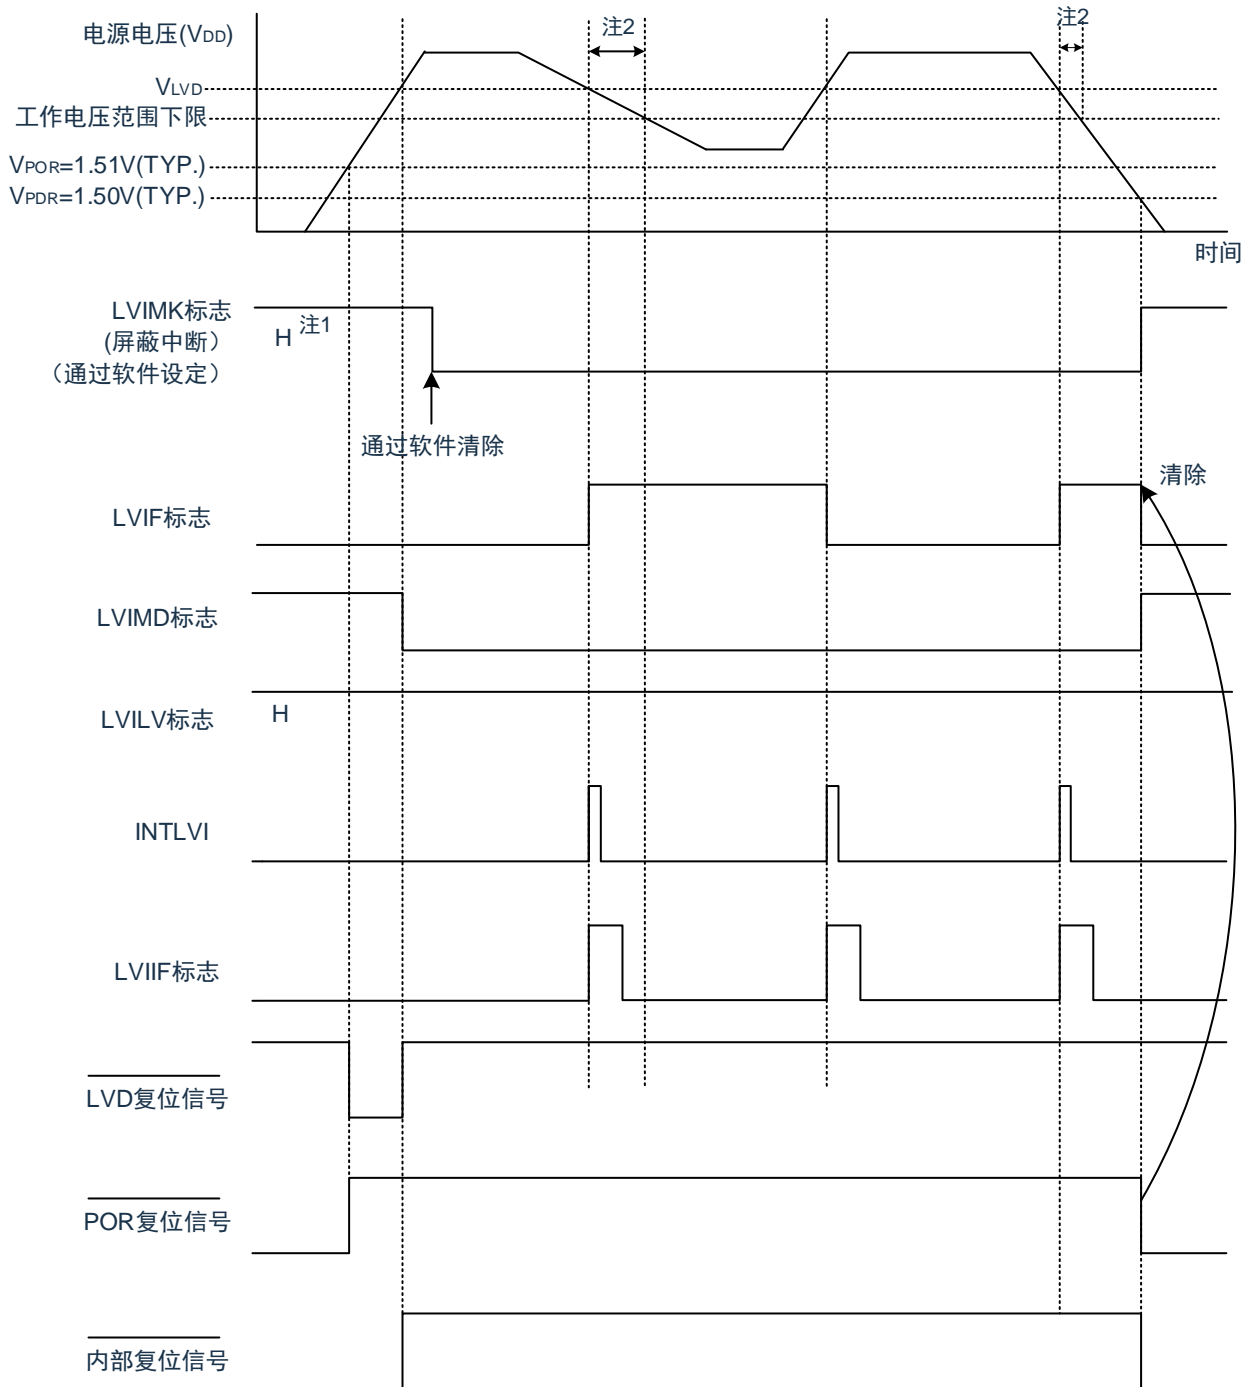 注2
注2
电源电压(VDD)
VLVD
工作电压范围下限
VPOR=1.51V(TYP.)
VPDR=1.50V(TYP.)
时间
LVIMK标志
(屏蔽中断）
（通过软件设定）
H 注1
通过软件清除
清除
LVIF标志
LVIMD标志
LVILV标志
H
INTLVI
LVIIF标志
LVD复位信号
POR复位信号
内部复位信号